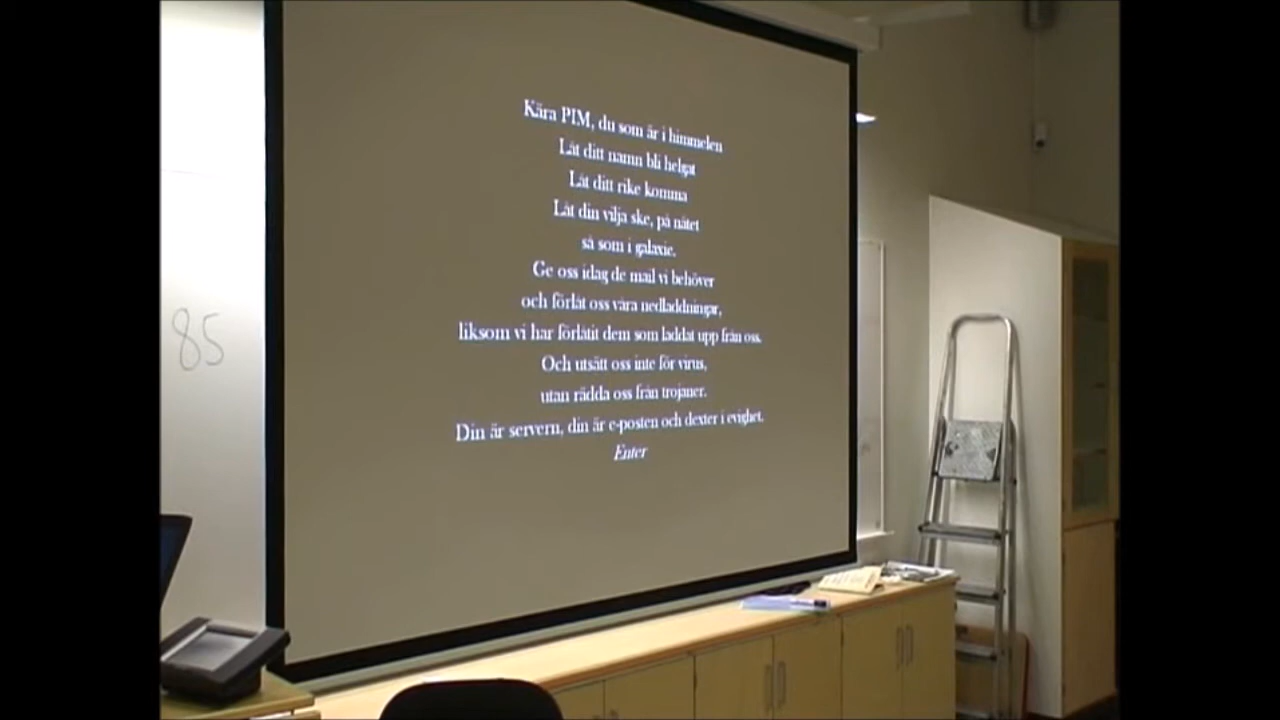 Kära PIM, du som är i himmelen
Låt ditt namn bli helgat
Låt ditt rike komma
Låt din vilja ske, på nätet
så som i galaxie.
Ge oss idag de mail vi behöver
och förlåt oss våra nedladdningar,
liksom vi har förlåtit dem som laddat upp från oss.
Och utsätt oss inte för virus,
utan rädda oss från trojaner.
Din är servern, din är e-posten och dexter i evighet.
Enter
85